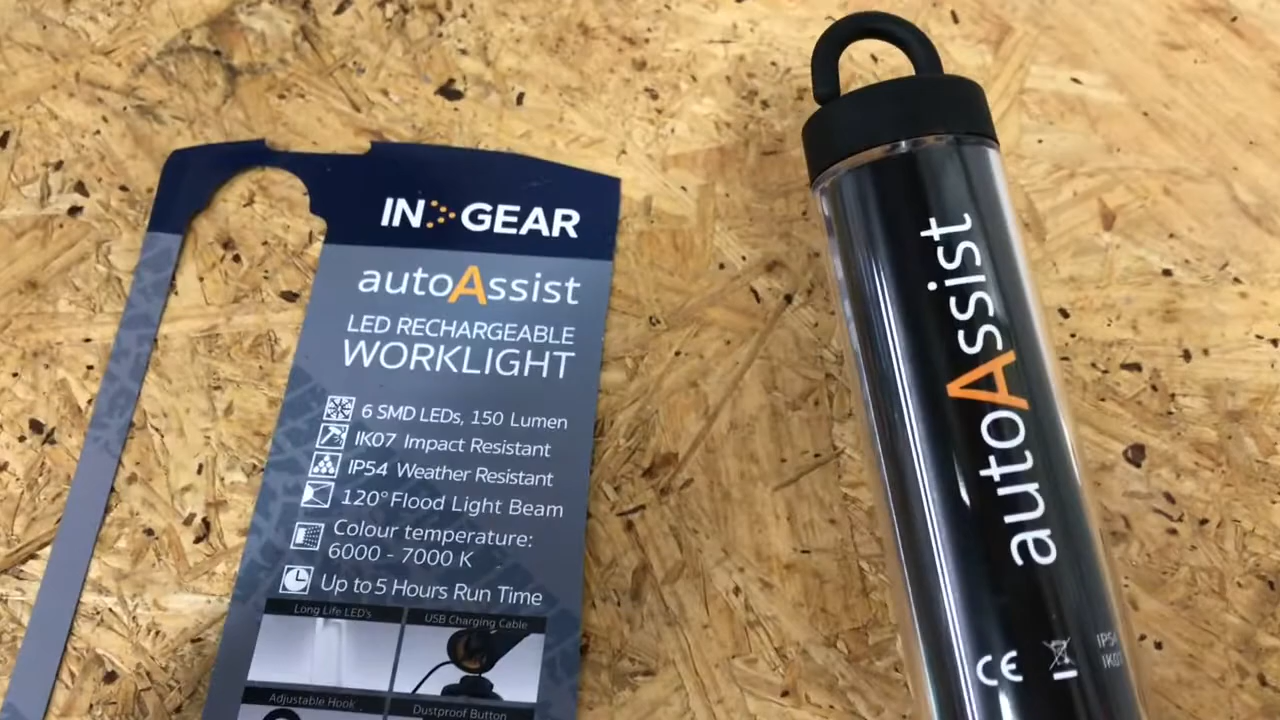 IN GEAR
autoAssist
LED RECHARGEABLE
WORKLIGHT
6 SMD LEDs, 150 Lumen
IK07 Impact Resistant
IP54 Weather Resistant
120° Flood Light Beam
Colour temperature:
6000 - 7000 K
Up to 5 Hours Run Time
Long Life LED's
USB Charging Cable
Adjustable Hook
Dustproof Button
autoAssist
CE
IP54
IK07